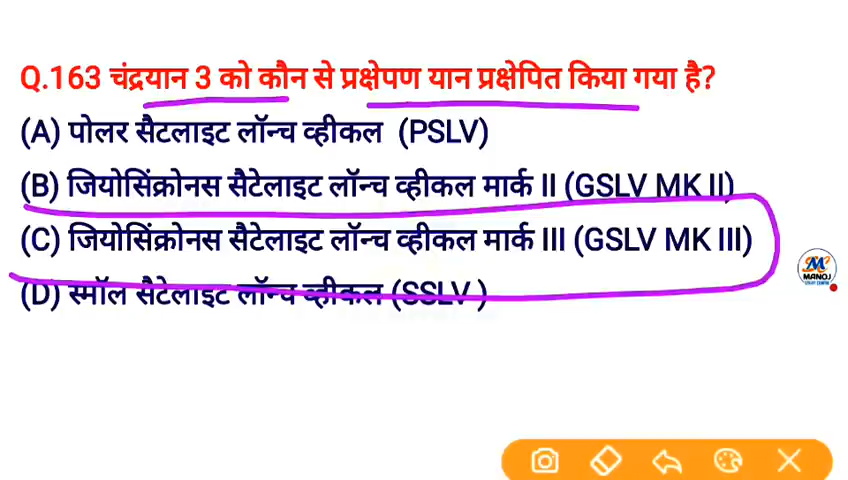 Q.163 चंद्रयान 3 को कौन से प्रक्षेपण यान प्रक्षेपित किया गया है?
(A) पोलर सैटलाइट लॉन्च व्हीकल (PSLV)
(B) जियोसिंक्रोनस सैटेलाइट लॉन्च व्हीकल मार्क II (GSLV MK II)
(C) जियोसिंक्रोनस सैटेलाइट लॉन्च व्हीकल मार्क III (GSLV MK III)
(D) स्मॉल सैटेलाइट लॉन्च व्हीकल (SSLV )
MANOJ